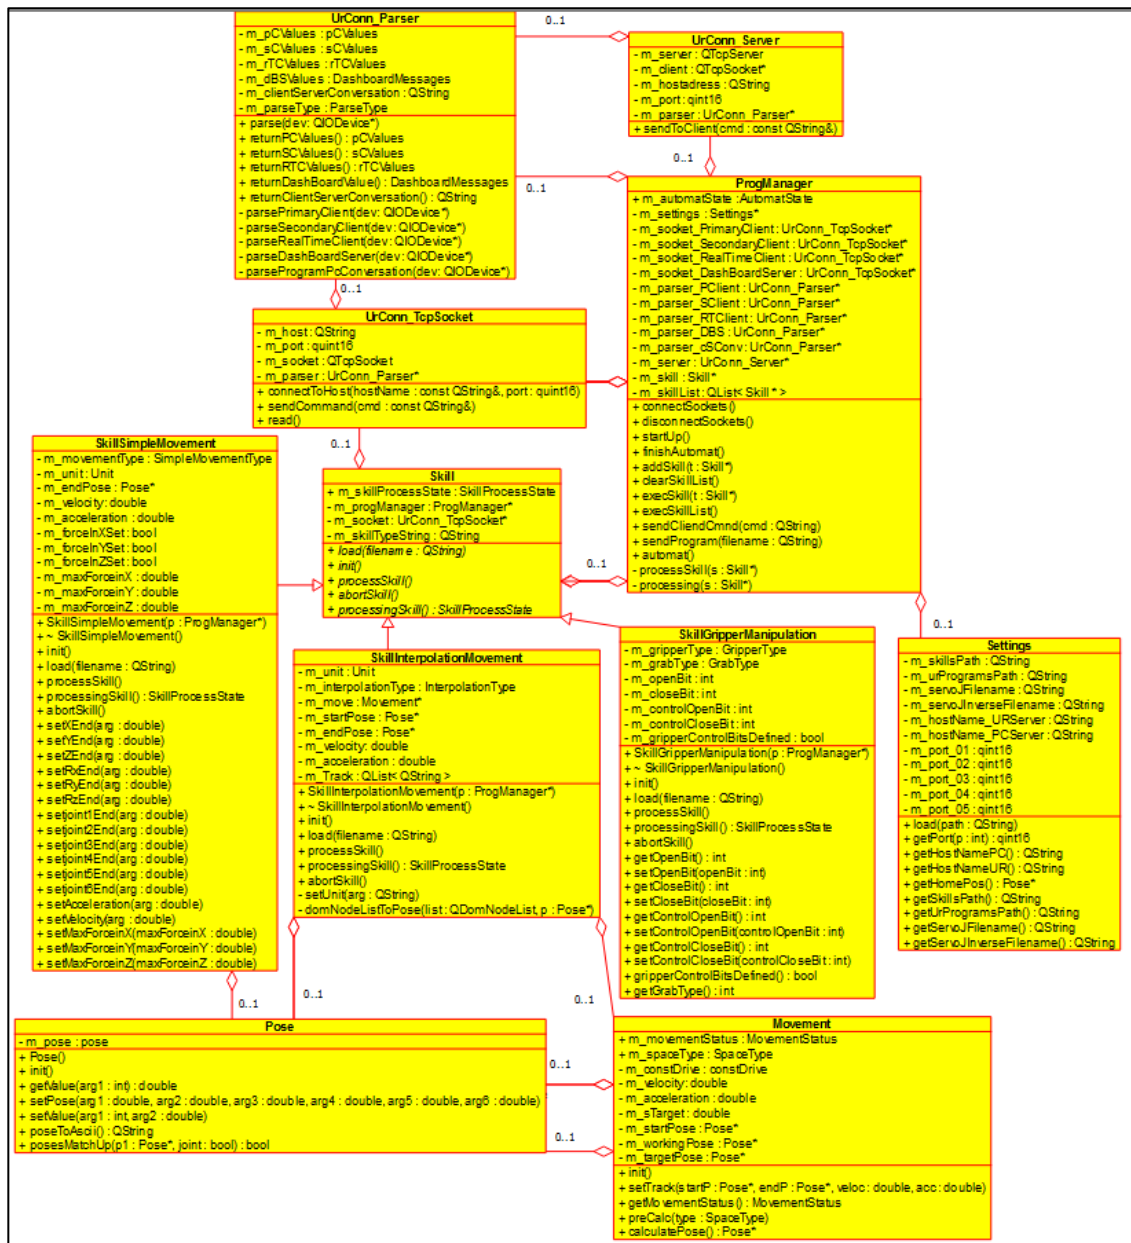 UrConn_Parser
- m_pCValues : pCValues
- m_sCValues : sCValues
- m_rTCValues : rTCValues
- m_dBSValues : DashboardMessages
- m_clientServerConversation : QString
- m_parseType : ParseType
+ parse(dev: QIODevice*)
+ returnPCValues() : pCValues
+ returnSCValues() : sCValues
+ returnRTCValues() : rTCValues
+ returnDashBoardValue() : DashboardMessages
+ returnClientServerConversation() : QString
- parsePrimaryClient(dev: QIODevice*)
- parseSecondaryClient(dev: QIODevice*)
- parseRealTimeClient(dev: QIODevice*)
- parseDashBoardServer(dev: QIODevice*)
- parseProgramPcConversation(dev: QIODevice*)
0..1
UrConn_Server
- m_server : QTcpServer
- m_client : QTcpSocket*
- m_hostadress : QString
- m_port : qint16
- m_parser : UrConn_Parser*
+ sendToClient(cmd : const QString&)
0..1
0..1
ProgManager
+ m_automatState : AutomatState
- m_settings : Settings*
- m_socket_PrimaryClient : UrConn_TcpSocket*
- m_socket_SecondaryClient : UrConn_TcpSocket*
- m_socket_RealTimeClient : UrConn_TcpSocket*
- m_socket_DashBoardServer : UrConn_TcpSocket*
- m_parser_PClient : UrConn_Parser*
- m_parser_SClient : UrConn_Parser*
- m_parser_RTClient : UrConn_Parser*
- m_parser_DBS : UrConn_Parser*
- m_parser_cSConv : UrConn_Parser*
- m_server : UrConn_Server*
- m_skill : Skill*
- m_skillList : QList< Skill * >
+ connectSockets()
+ disconnectSockets()
+ startUp()
+ finishAutomat()
+ addSkill(t : Skill*)
+ clearSkillList()
+ execSkill(t : Skill*)
+ execSkillList()
+ sendCliendCmnd(cmd : QString)
+ sendProgram(filename : QString)
+ automat()
- processSkill(s : Skill*)
- processing(s : Skill*)
0..1
UrConn_TcpSocket
- m_host : QString
- m_port : quint16
- m_socket : QTcpSocket
- m_parser : UrConn_Parser*
+ connectToHost(hostName : const QString&, port : quint16)
+ sendCommand(cmd : const QString&)
+ read()
0..1
Skill
+ m_skillProcessState : SkillProcessState
- m_progManager : ProgManager*
- m_socket : UrConn_TcpSocket*
- m_skillTypeString : QString
+ load(filename : QString)
+ init()
+ processSkill()
+ abortSkill()
+ processingSkill() : SkillProcessState
0..1
SkillSimpleMovement
- m_movementType : SimpleMovementType
- m_unit : Unit
- m_endPose : Pose*
- m_velocity : double
- m_acceleration : double
- m_forceInXSet : bool
- m_forceInYSet : bool
- m_forceInZSet : bool
- m_maxForceinX : double
- m_maxForceinY : double
- m_maxForceinZ : double
+ SkillSimpleMovement(p : ProgManager*)
+ ~ SkillSimpleMovement()
+ init()
+ load(filename : QString)
+ processSkill()
+ processingSkill() : SkillProcessState
+ abortSkill()
+ setXEnd(arg : double)
+ setYEnd(arg : double)
+ setZEnd(arg : double)
+ setRxEnd(arg : double)
+ setRyEnd(arg : double)
+ setRzEnd(arg : double)
+ setjoint1End(arg : double)
+ setjoint2End(arg : double)
+ setjoint3End(arg : double)
+ setjoint4End(arg : double)
+ setjoint5End(arg : double)
+ setjoint6End(arg : double)
+ setAcceleration(arg : double)
+ setVelocity(arg : double)
+ setMaxForceinX(maxForceinX : double)
+ setMaxForceinY(maxForceinY : double)
+ setMaxForceinZ(maxForceinZ : double)
SkillInterpolationMovement
- m_unit : Unit
- m_interpolationType : InterpolationType
- m_move : Movement*
- m_startPose : Pose*
- m_endPose : Pose*
- m_velocity : double
- m_acceleration : double
- m_Track : QList< QString >
+ SkillInterpolationMovement(p : ProgManager*)
+ ~ SkillInterpolationMovement()
+ init()
+ load(filename : QString)
+ processSkill()
+ processingSkill() : SkillProcessState
+ abortSkill()
- setUnit(arg : QString)
- domNodeListToPose(list : QDomNodeList, p : Pose*)
SkillGripperManipulation
- m_gripperType : GripperType
- m_grabType : GrabType
- m_openBit : int
- m_closeBit : int
- m_controlOpenBit : int
- m_controlCloseBit : int
- m_gripperControlBitsDefined : bool
+ SkillGripperManipulation(p : ProgManager*)
+ ~ SkillGripperManipulation()
+ init()
+ load(filename : QString)
+ processSkill()
+ processingSkill() : SkillProcessState
+ abortSkill()
+ getOpenBit() : int
+ setOpenBit(openBit : int)
+ getCloseBit() : int
+ setCloseBit(closeBit : int)
+ getControlOpenBit() : int
+ setControlOpenBit(controlOpenBit : int)
+ getControlCloseBit() : int
+ setControlCloseBit(controlCloseBit : int)
+ gripperControlBitsDefined() : bool
+ getGrabType() : int
0..1
Settings
- m_skillsPath : QString
- m_urProgramsPath : QString
- m_servoJFilename : QString
- m_servoJInverseFilename : QString
- m_hostName_URServer : QString
- m_hostName_PCServer : QString
- m_port_01 : qint16
- m_port_02 : qint16
- m_port_03 : qint16
- m_port_04 : qint16
- m_port_05 : qint16
+ load(path : QString)
+ getPort(p : int) : qint16
+ getHostNamePC() : QString
+ getHostNameUR() : QString
+ getHomePos() : Pose*
+ getSkillsPath() : QString
+ getUrProgramsPath() : QString
+ getServoJFilename() : QString
+ getServoJInverseFilename() : QString
0..1
0..1
0..1
Pose
- m_pose : pose
+ Pose()
+ init()
+ getValue(arg1 : int) : double
+ setPose(arg1 : double, arg2 : double, arg3 : double, arg4 : double, arg5 : double, arg6 : double)
+ setValue(arg1 : int, arg2 : double)
+ poseToAscii() : QString
+ posesMatchUp(p1 : Pose*, joint : bool) : bool
0..1
0..1
Movement
+ m_movementStatus : MovementStatus
+ m_spaceType : SpaceType
- m_constDrive : constDrive
- m_velocity : double
- m_acceleration : double
- m_sTarget : double
- m_startPose : Pose*
- m_workingPose : Pose*
- m_targetPose : Pose*
+ init()
+ setTrack(startP : Pose*, endP : Pose*, veloc : double, acc : double)
+ getMovementStatus() : MovementStatus
+ preCalc(type : SpaceType)
+ calculatePose() : Pose*